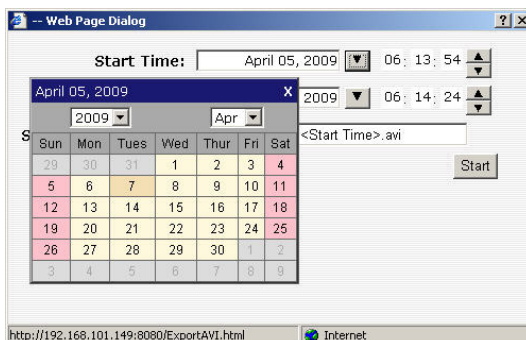 -- Web Page Dialog
? x
Start Time: April 05, 2009 06: 13: 54
April 05, 2009 x
2009 06: 14: 24
2009 Apr
S <Start Time>.avi
Sun Mon Tues Wed Thur Fri Sat
29 30 31 1 2 3 4
Start
5 6 7 8 9 10 11
12 13 14 15 16 17 18
19 20 21 22 23 24 25
26 27 28 29 30 1 2
3 4 5 6 7 8 9
http://192.168.101.149:8080/ExportAVI.html Internet